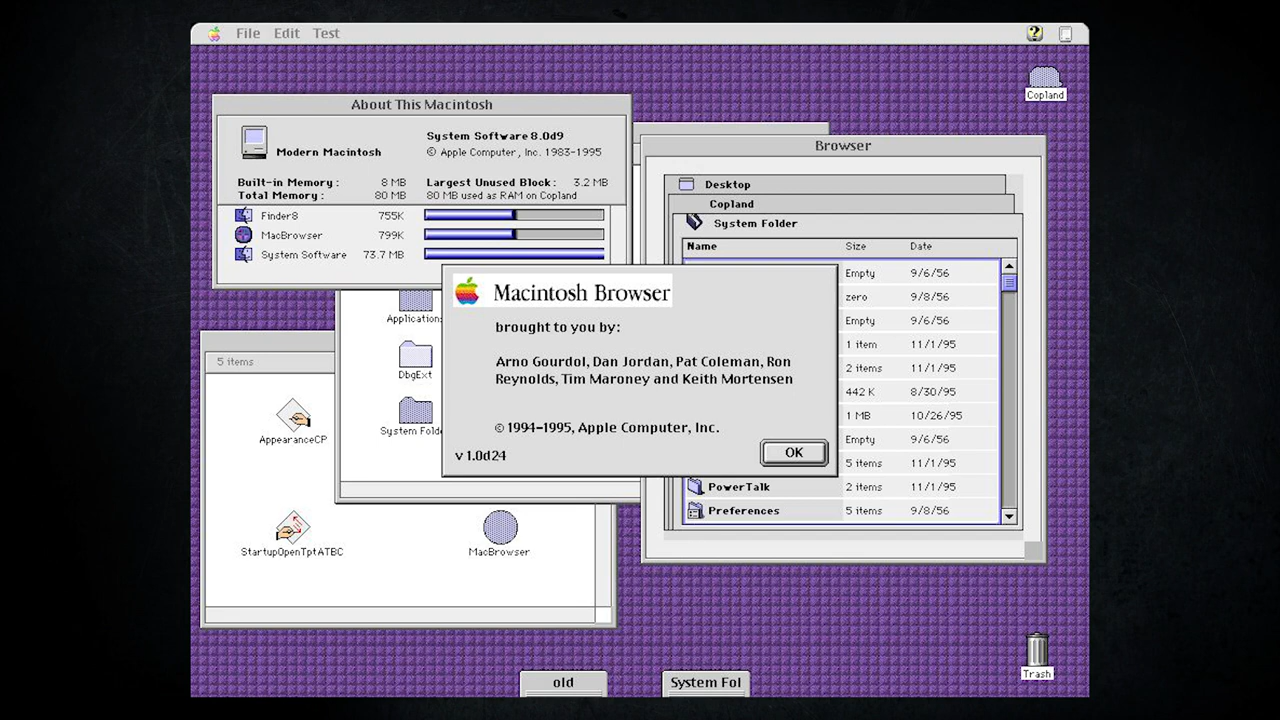 File Edit Test
Copland
About This Macintosh
System Software 8.0d9
Modern Macintosh
© Apple Computer, Inc. 1983-1995
Built-in Memory: 8 MB Largest Unused Block: 3.2 MB
Total Memory: 80 MB 80 MB used as RAM on Copland
Finder8 755K
MacBrowser 799K
System Software 73.7 MB
Browser
Desktop
Copland
System Folder
Name Size Date
Empty 9/6/56
zero 9/8/56
Empty 9/6/56
1 item 11/1/95
2 items 11/1/95
442 K 8/30/95
1 MB 10/26/95
Empty 9/6/56
5 items 11/1/95
PowerTalk 2 items 11/1/95
Preferences 5 items 9/8/56
Macintosh Browser
brought to you by:
Arno Gourdol, Dan Jordan, Pat Coleman, Ron
Reynolds, Tim Maroney and Keith Mortensen
© 1994-1995, Apple Computer, Inc.
v 1.0d24
OK
Application
DbgExt
System Folde
5 items
AppearanceCP
StartupOpenTptATBC
MacBrowser
old
System Fol
Trash